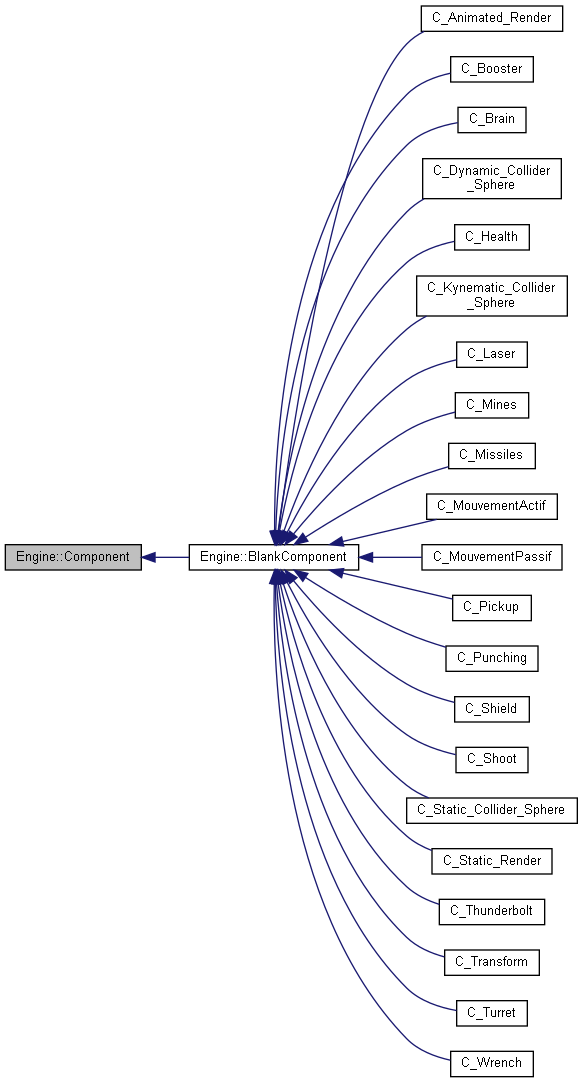 C_Animated_Render
C_Booster
C_Brain
C_Dynamic_Collider
_Sphere
C_Health
C_Kynematic_Collider
_Sphere
C_Laser
C_Mines
C_Missiles
C_MouvementActif
Engine::Component
Engine::BlankComponent
C_MouvementPassif
C_Pickup
C_Punching
C_Shield
C_Shoot
C_Static_Collider_Sphere
C_Static_Render
C_Thunderbolt
C_Transform
C_Turret
C_Wrench